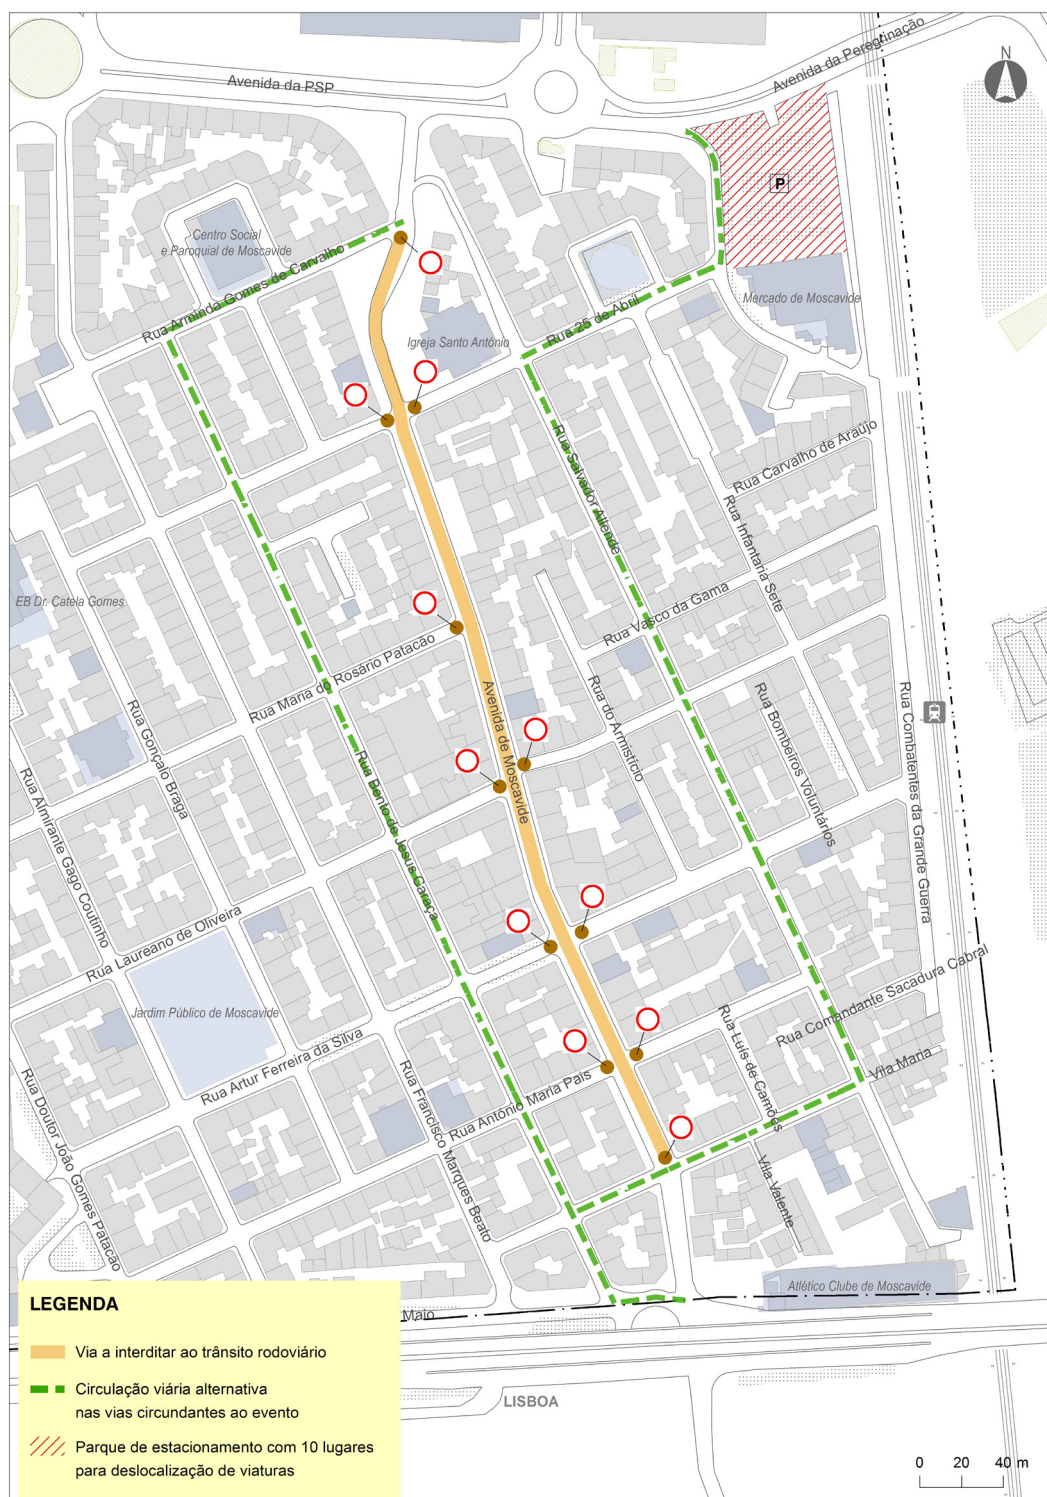 Avenida da PSP
Avenida da Peregrinação
N
P
Centro Social
e Paroquial de Moscavide
Rua Arminda Gomes de Carvalho
Mercado de Moscavide
Rua 25 de Abril
Igreja Santo António
Rua Carvalho de Araújo
Rua Salvador Allende
Rua Infantaria Sete
EB Dr. Catela Gomes
Rua Vasco da Gama
Rua Maria do Rosário Patacão
Avenida de Moscavide
Rua do Armistício
Rua Bombeiros Voluntários
Rua Combatentes da Grande Guerra
Rua Gonçalo Braga
Rua Almirante Gago Coutinho
Rua Bento de Jesus Caraça
Rua Laureano de Oliveira
Jardim Público de Moscavide
Rua Comandante Sacadura Cabral
Rua Luís de Camões
Rua Artur Ferreira da Silva
Vila Maria
Rua Doutor João Gomes Patacão
Rua Francisco Marques Beato
Rua António Maria Pais
Vila Valente
Atlético Clube de Moscavide
Maio
LISBOA
LEGENDA
Via a interditar ao trânsito rodoviário
Circulação viária alternativa
nas vias circundantes ao evento
Parque de estacionamento com 10 lugares
para deslocalização de viaturas
0 20 40 m